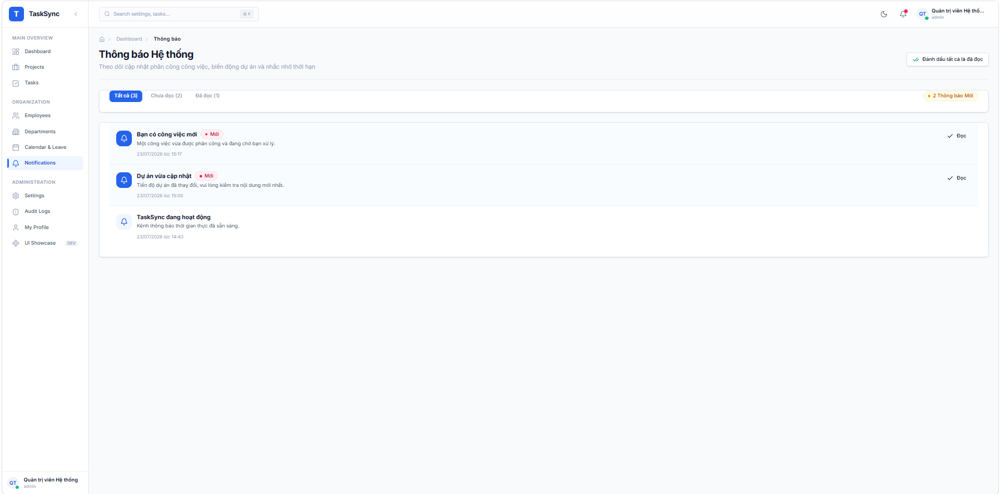 T TaskSync
Search settings, tasks... ⌘ K
Quản trị viên Hệ thố...
QT
admin
MAIN OVERVIEW
Dashboard
Projects
Tasks
ORGANIZATION
Employees
Departments
Calendar & Leave
Notifications
ADMINISTRATION
Settings
Audit Logs
My Profile
UI Showcase DEV
QT
Quản trị viên Hệ thống
admin
Dashboard Thông báo
Thông báo Hệ thống
Theo dõi cập nhật phân công công việc, biến động dự án và nhắc nhở thời hạn
Đánh dấu tất cả là đã đọc
Tất cả (3) Chưa đọc (2) Đã đọc (1) 2 Thông báo Mới
Bạn có công việc mới Mới
Một công việc vừa được phân công và đang chờ bạn xử lý.
23/07/2026 lúc 15:17
Đọc
Dự án vừa cập nhật Mới
Tiến độ dự án đã thay đổi, vui lòng kiểm tra nội dung mới nhất.
23/07/2026 lúc 15:00
Đọc
TaskSync đang hoạt động
Kênh thông báo thời gian thực đã sẵn sàng.
23/07/2026 lúc 14:43